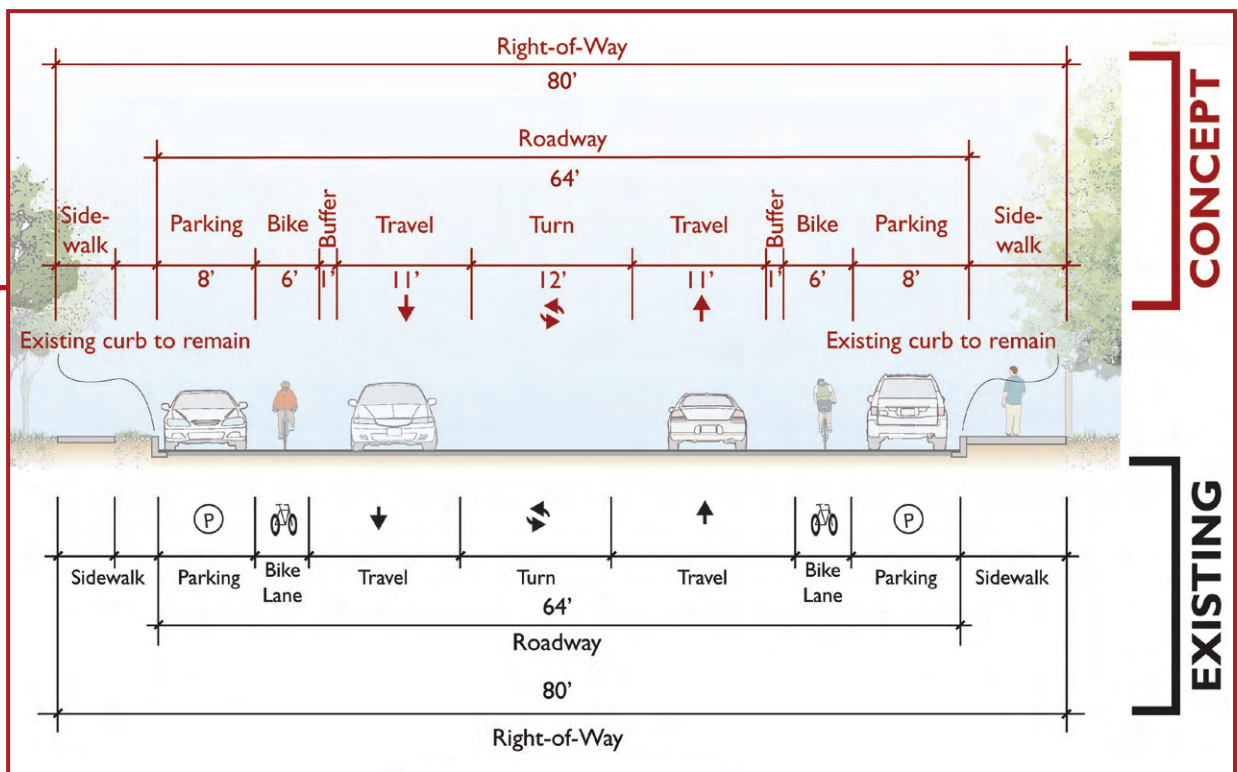 Right-of-Way
80’
CONCEPT
Roadway
64’
Side-
walk
Parking
Bike
Buffer
Travel
Turn
Travel
Buffer
Bike
Parking
Side-
walk
8’
6’
1’
11’
12’
11’
1’
6’
8’
Existing curb to remain
Existing curb to remain
EXISTING
P
P
Sidewalk
Parking
Bike
Lane
Travel
Turn
Travel
Bike
Lane
Parking
Sidewalk
64’
Roadway
80’
Right-of-Way